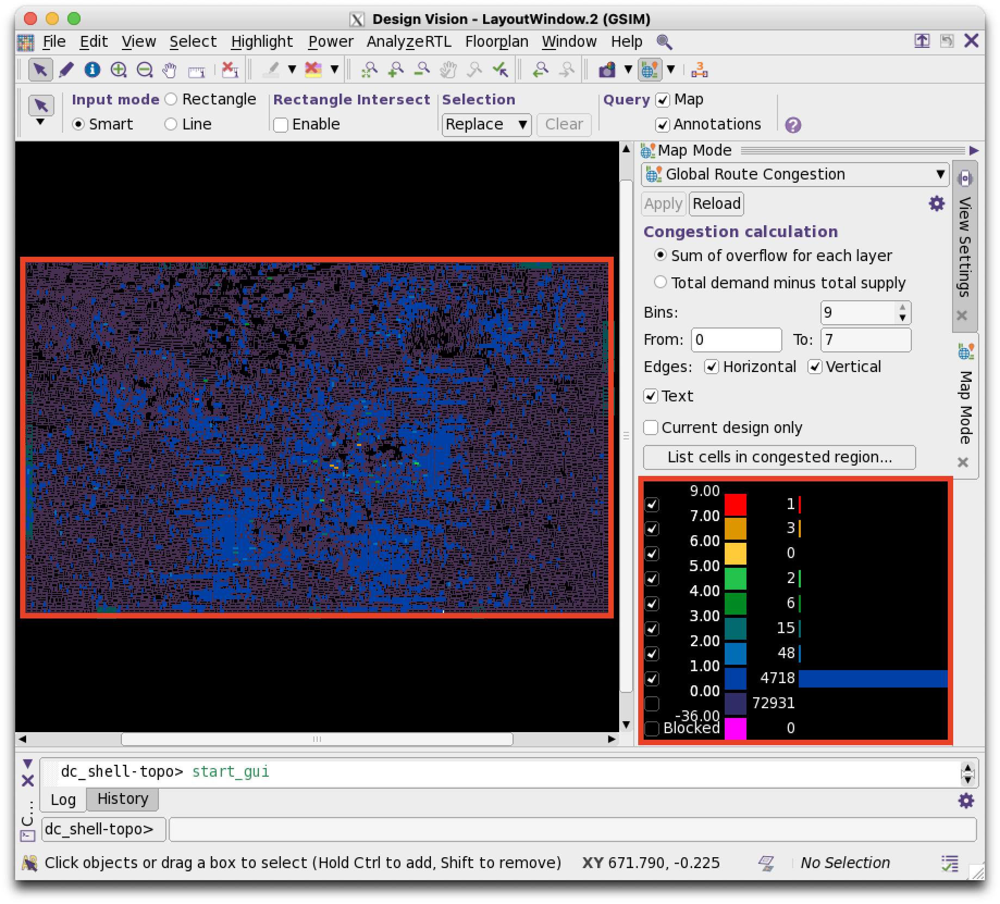 Design Vision - LayoutWindow.2 (GSIM)
File Edit View Select Highlight Power AnalyzeRTL Floorplan Window Help
Input mode Rectangle Rectangle Intersect Selection Query Map
Smart Line Enable Replace Clear Annotations
Map Mode
Global Route Congestion
Apply Reload
View Settings
Congestion calculation
Sum of overflow for each layer
Total demand minus total supply
Bins: 9
From: 0 To: 7
Edges: Horizontal Vertical
Text
Map Mode
Current design only
List cells in congested region...
9.00
1
7.00
3
6.00
0
5.00
2
4.00
6
3.00
15
2.00
48
1.00
4718
0.00
72931
-36.00
Blocked 0
dc_shell-topo> start_gui
Log History
C...
dc_shell-topo>
Click objects or drag a box to select (Hold Ctrl to add, Shift to remove) XY 671.790, -0.225 No Selection